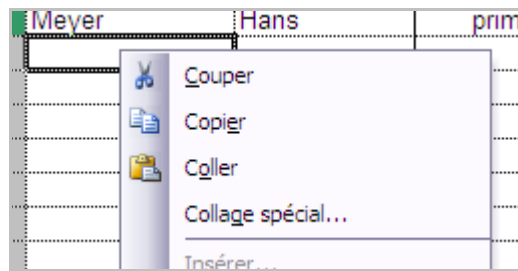 Meyer Hans prim
Couper
Copier
Coller
Collage spécial...
Insérer...